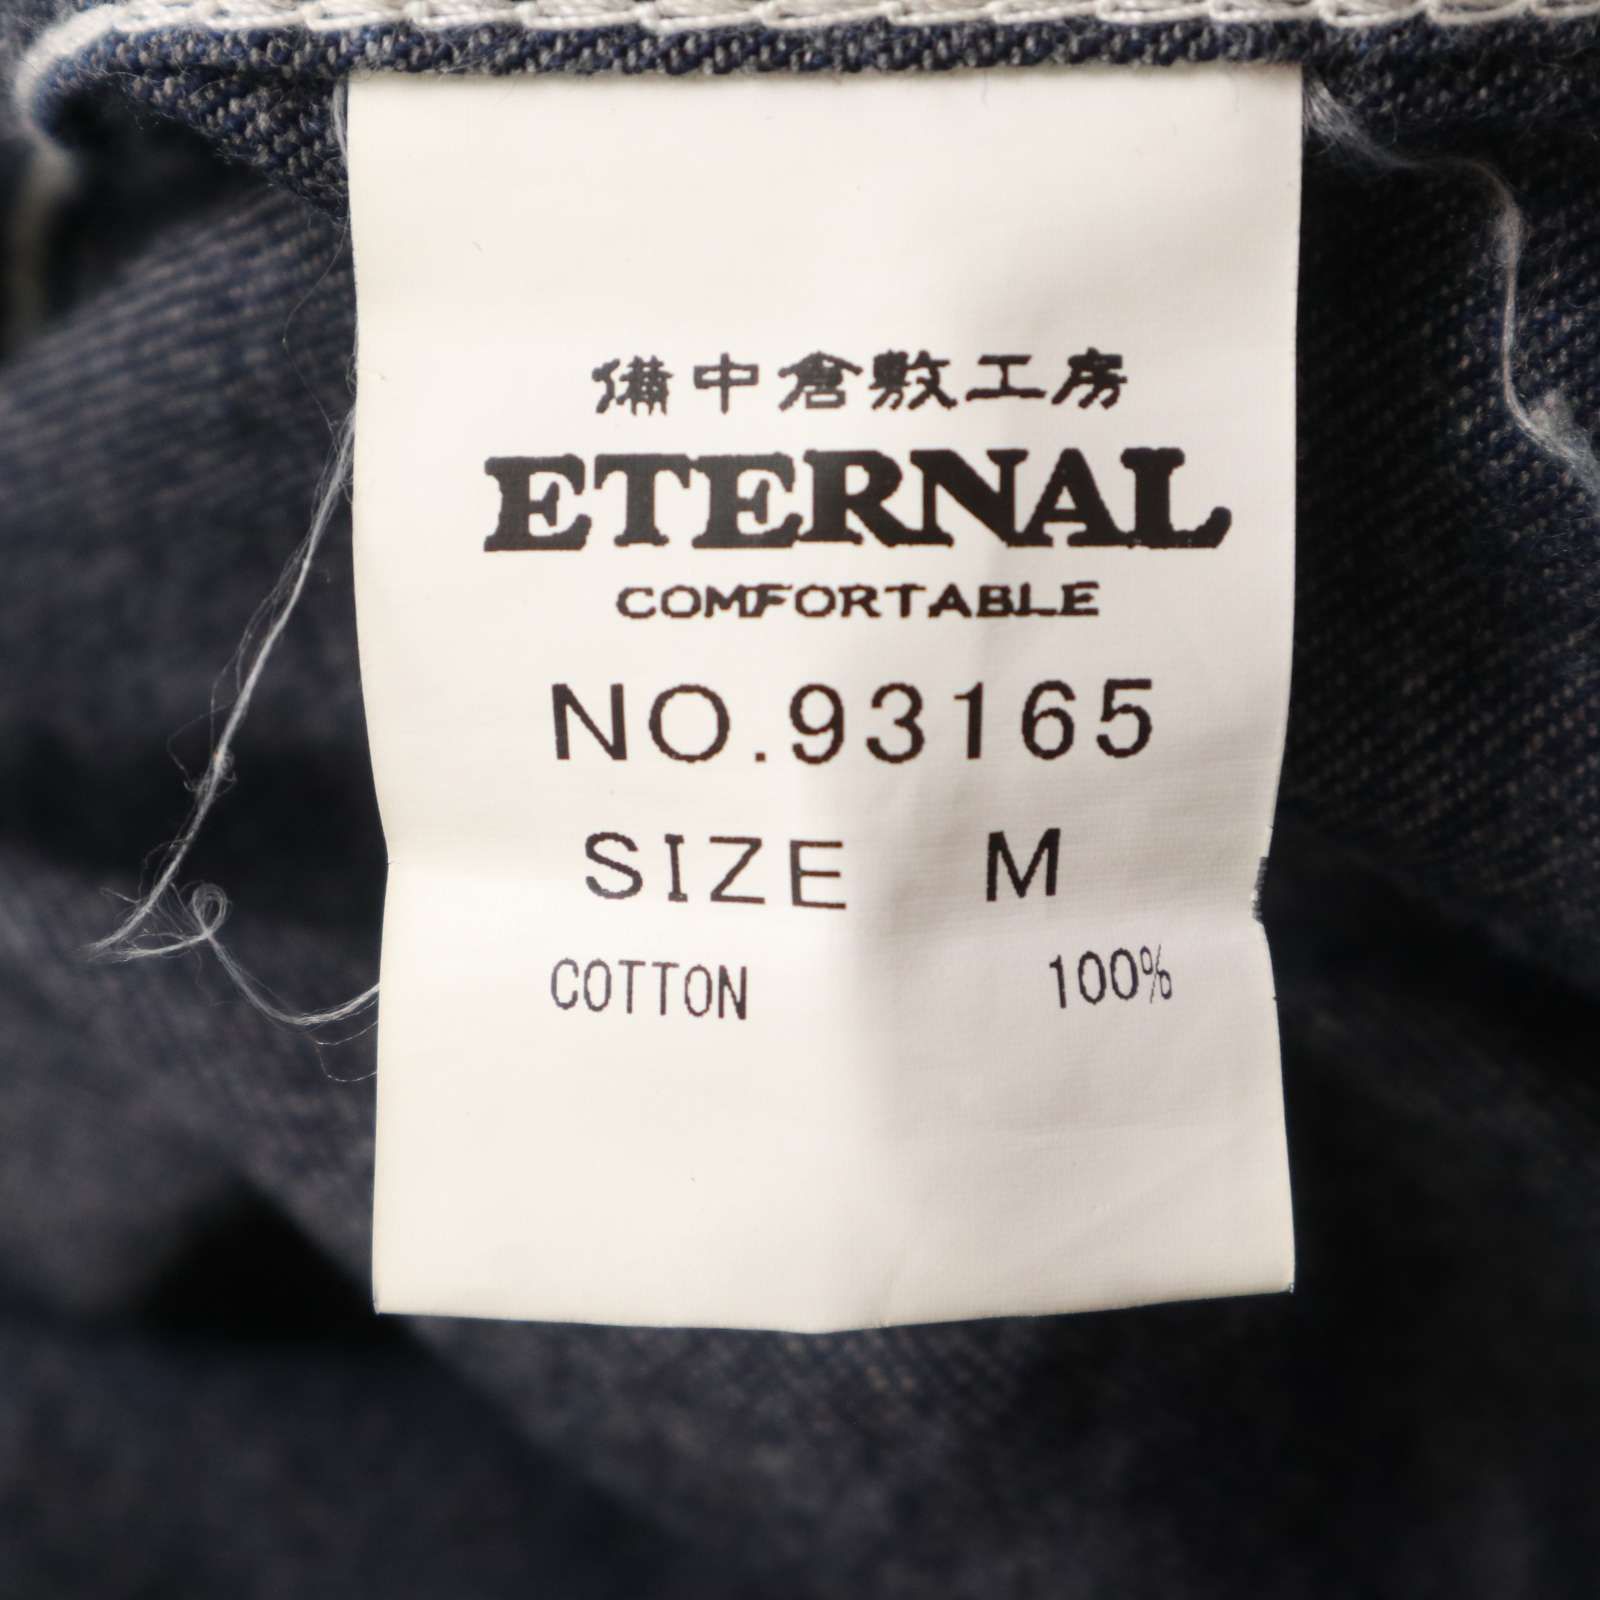 備中倉敷工房
ETERNAL
COMFORTABLE
NO.93165
SIZE M
COTTON 100%